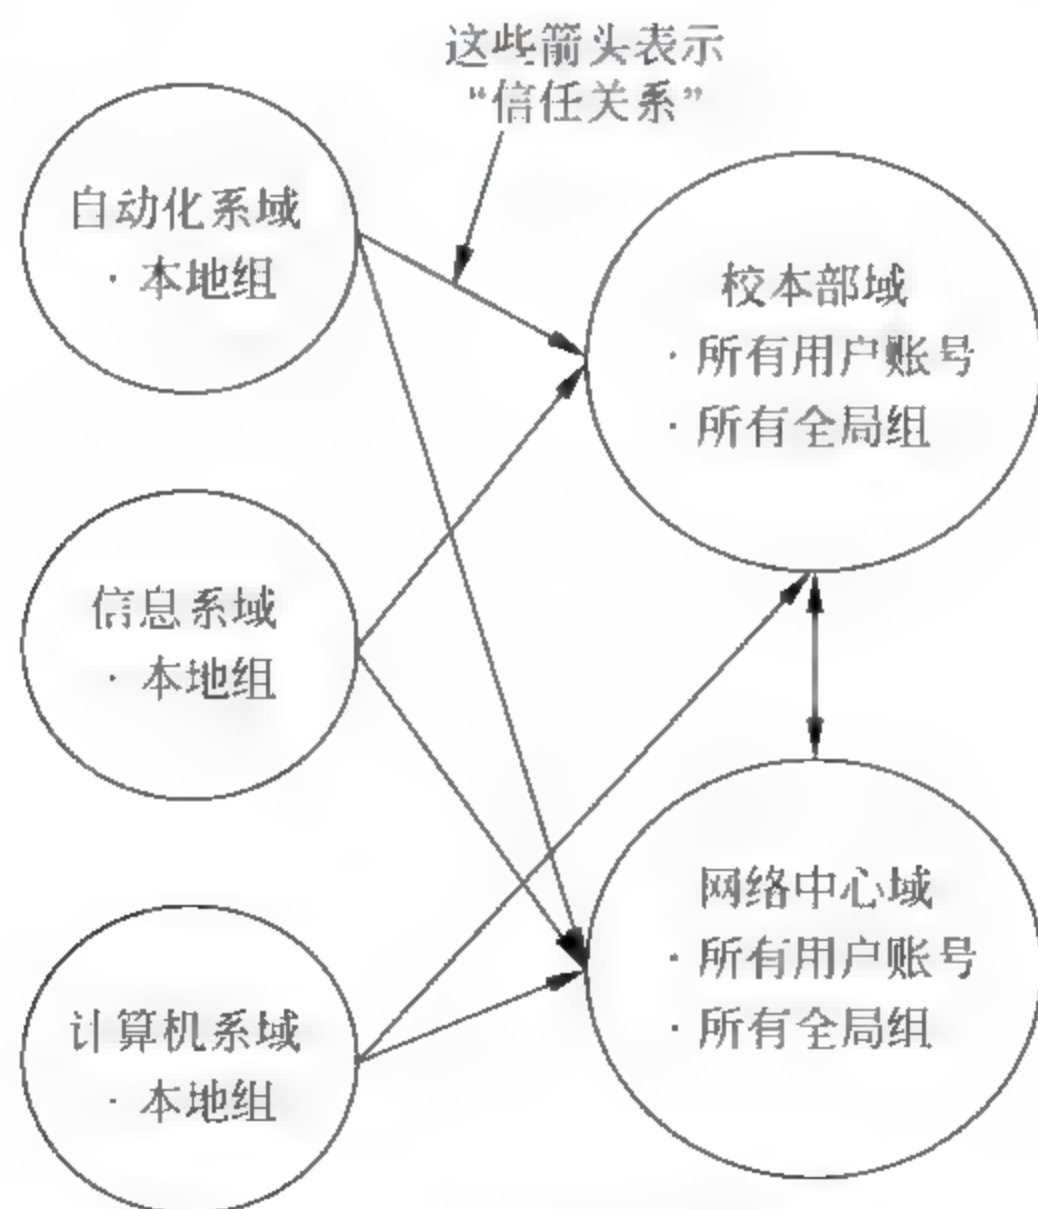 这些箭头表示
“信任关系”
自动化系域
·本地组
校本部域
·所有用户账号
·所有全局组
信息系域
·本地组
网络中心域
·所有用户账号
·所有全局组
计算机系域
·本地组